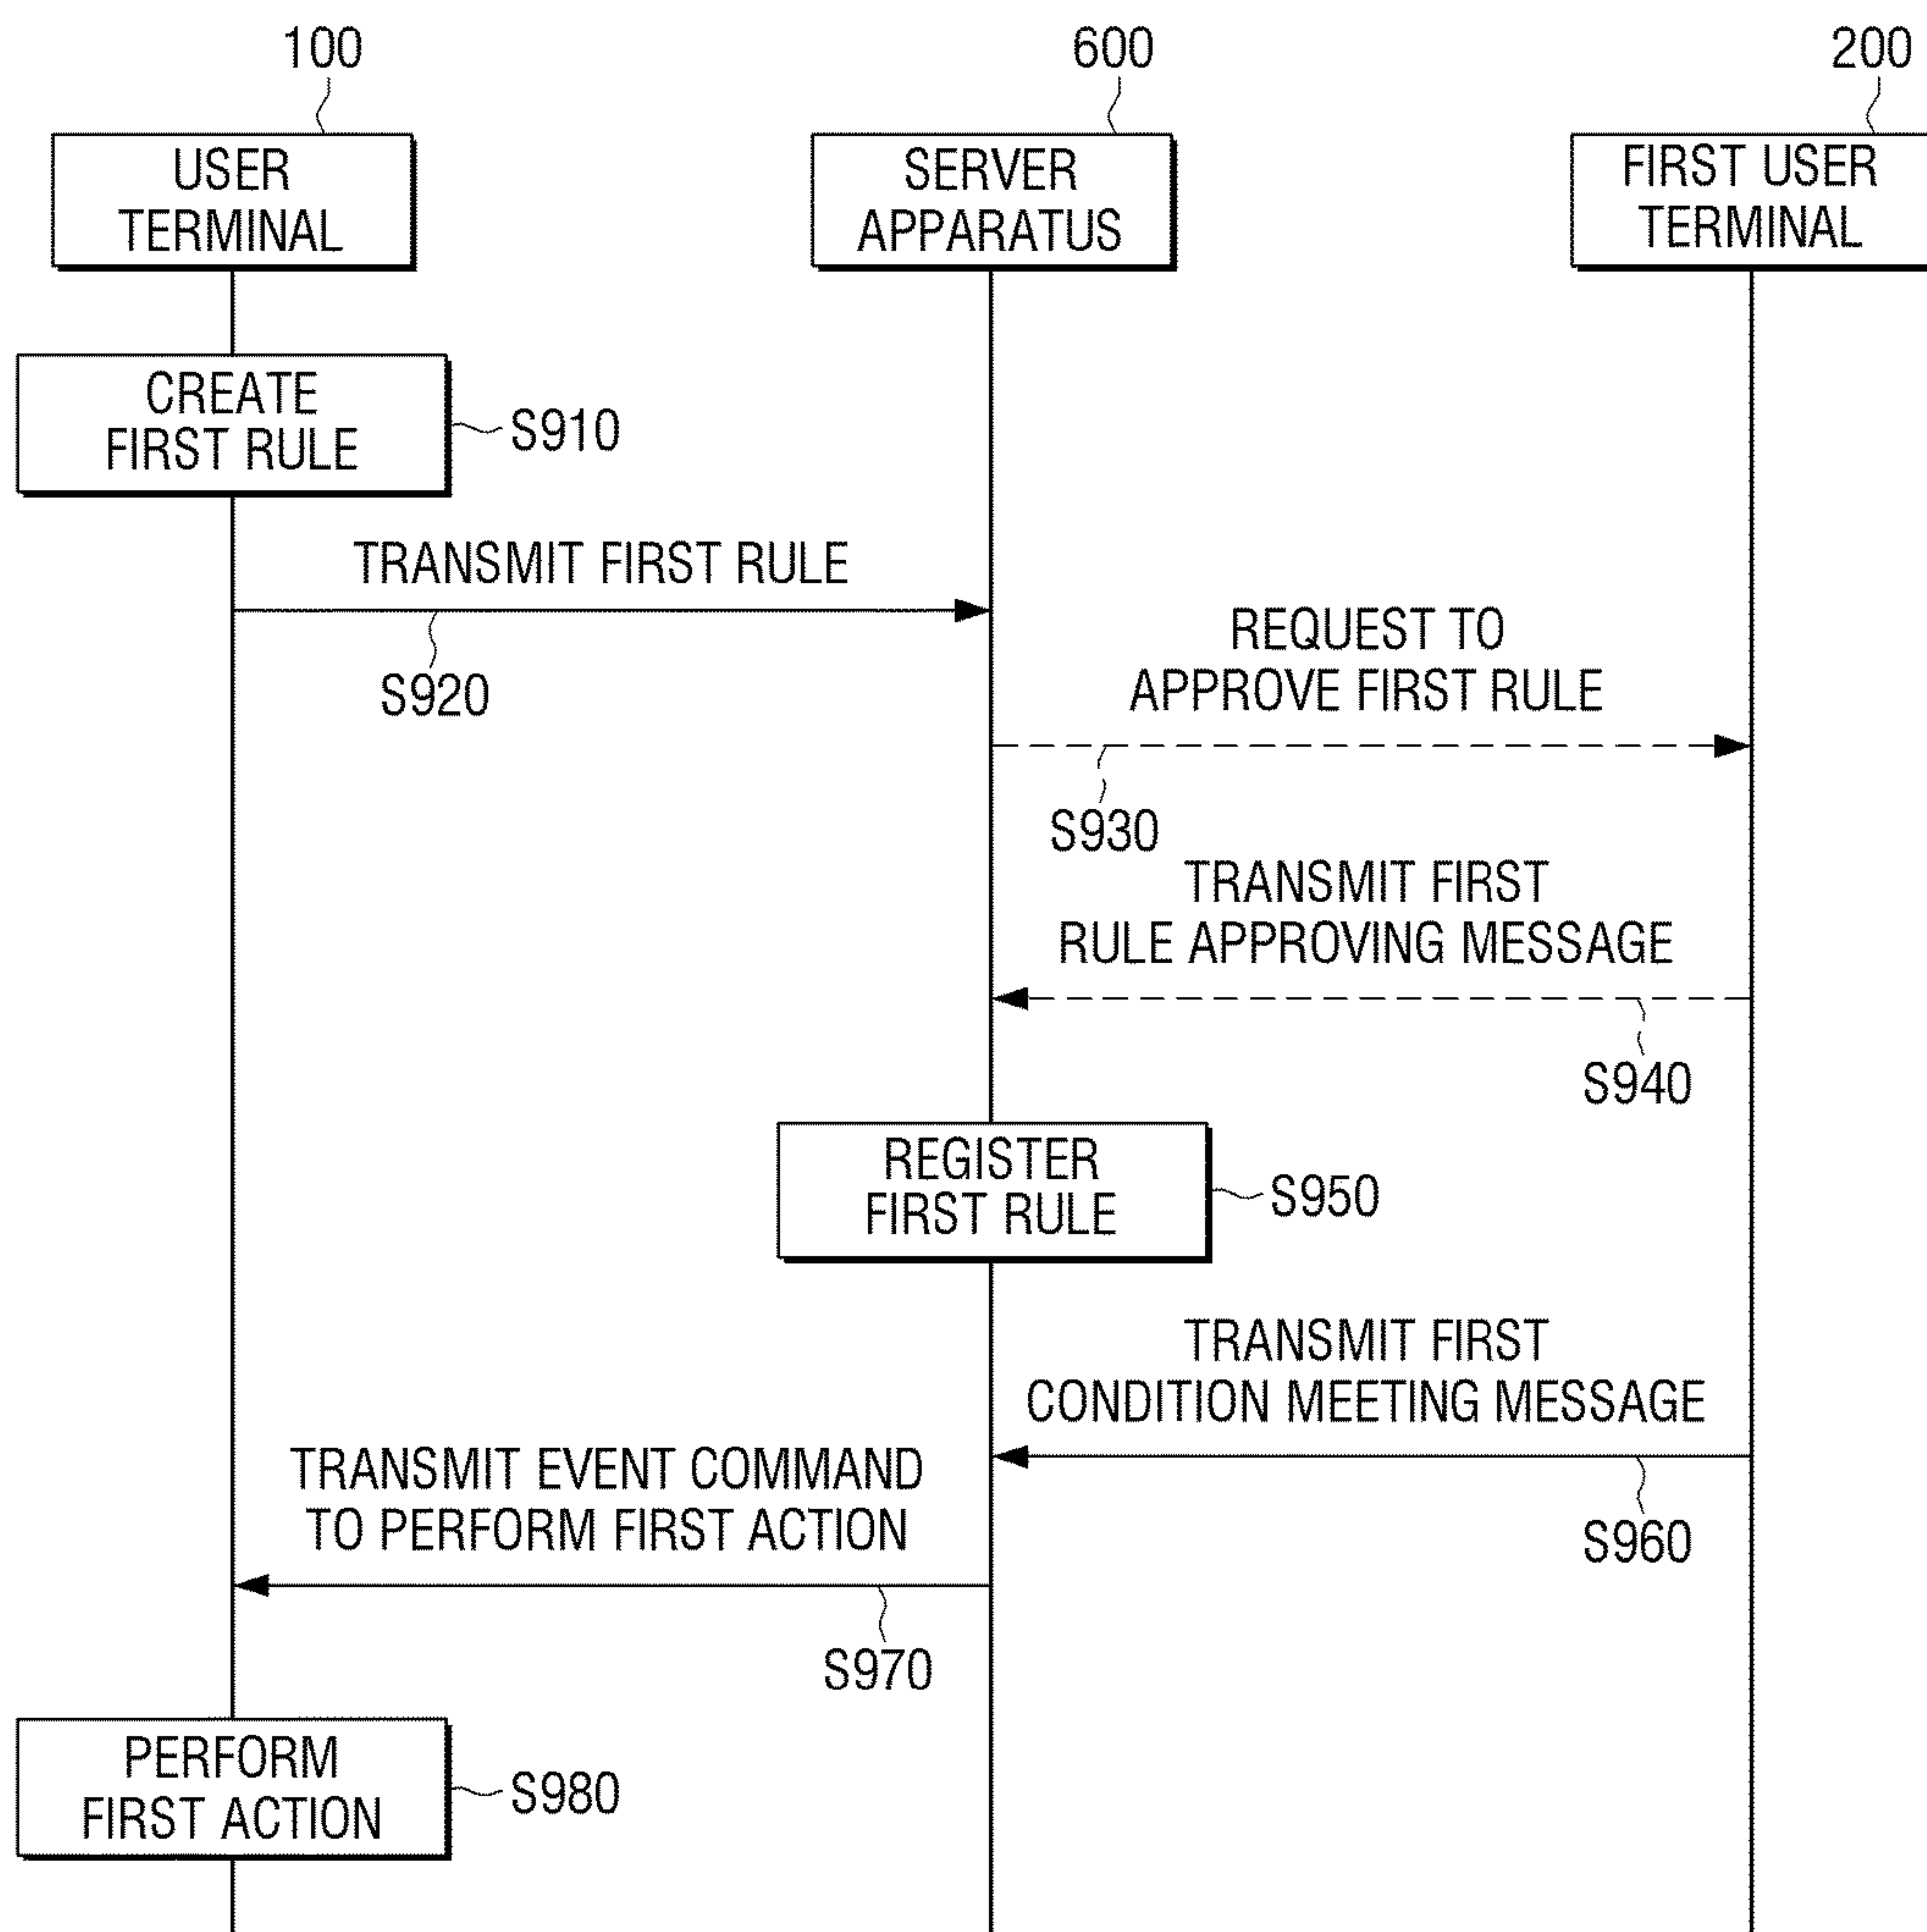 100
600
200
USER
TERMINAL
SERVER
APPARATUS
FIRST USER
TERMINAL
CREATE
FIRST RULE
S910
TRANSMIT FIRST RULE
S920
REQUEST TO
APPROVE FIRST RULE
S930
TRANSMIT FIRST
RULE APPROVING MESSAGE
S940
REGISTER
FIRST RULE
S950
TRANSMIT FIRST
CONDITION MEETING MESSAGE
S960
TRANSMIT EVENT COMMAND
TO PERFORM FIRST ACTION
S970
PERFORM
FIRST ACTION
S980